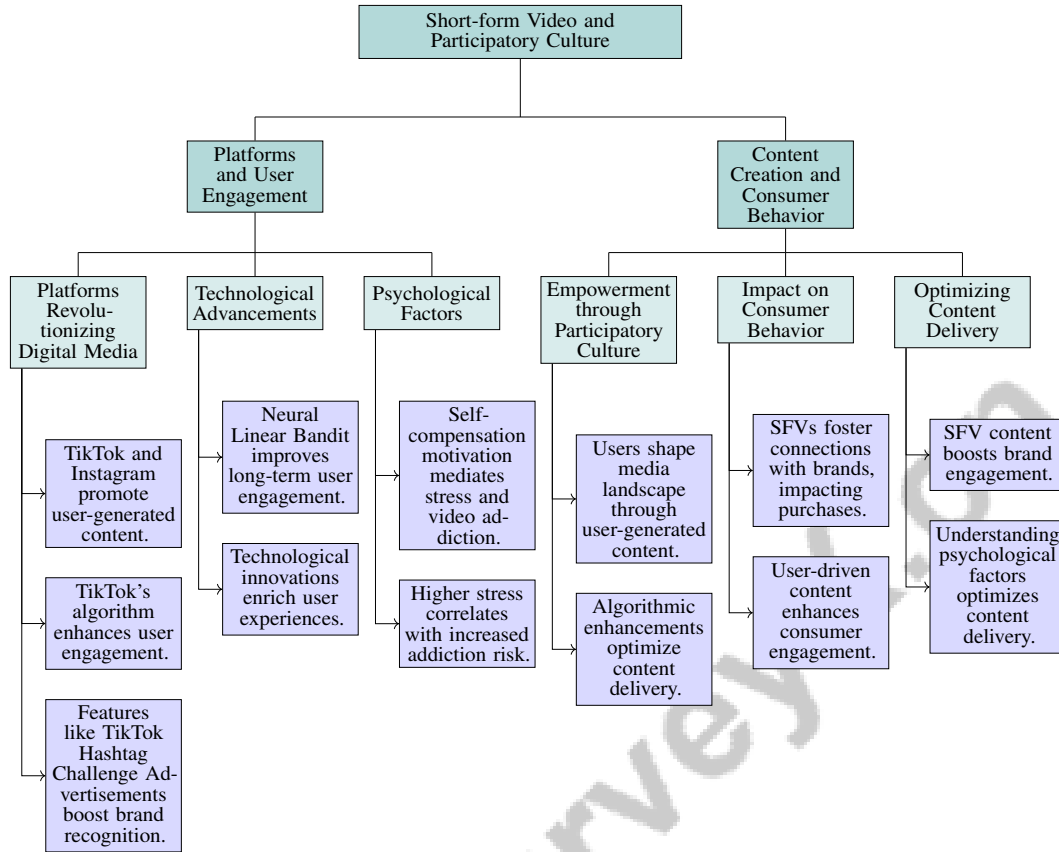 Short-form Video and
Participatory Culture
Platforms
and User
Engagement
Content
Creation and
Consumer
Behavior
Platforms
Revolu-
tionizing
Digital Media
Technological
Advancements
Psychological
Factors
Empowerment
through
Participatory
Culture
Impact on
Consumer
Behavior
Optimizing
Content
Delivery
TikTok and
Instagram
promote
user-generated
content.
TikTok's
algorithm
enhances user
engagement.
Features
like TikTok
Hashtag
Challenge Ad-
vertisements
boost brand
recognition.
Neural
Linear Bandit
improves
long-term user
engagement.
Technological
innovations
enrich user
experiences.
Self-
compensation
motivation
mediates
stress and
video ad-
diction.
Higher stress
correlates
with increased
addiction risk.
Users shape
media
landscape
through
user-generated
content.
Algorithmic
enhancements
optimize
content
delivery.
SFVs foster
connections
with brands,
impacting
purchases.
User-driven
content
enhances
consumer
engagement.
SFV content
boosts brand
engagement.
Understanding
psychological
factors
optimizes
content
delivery.